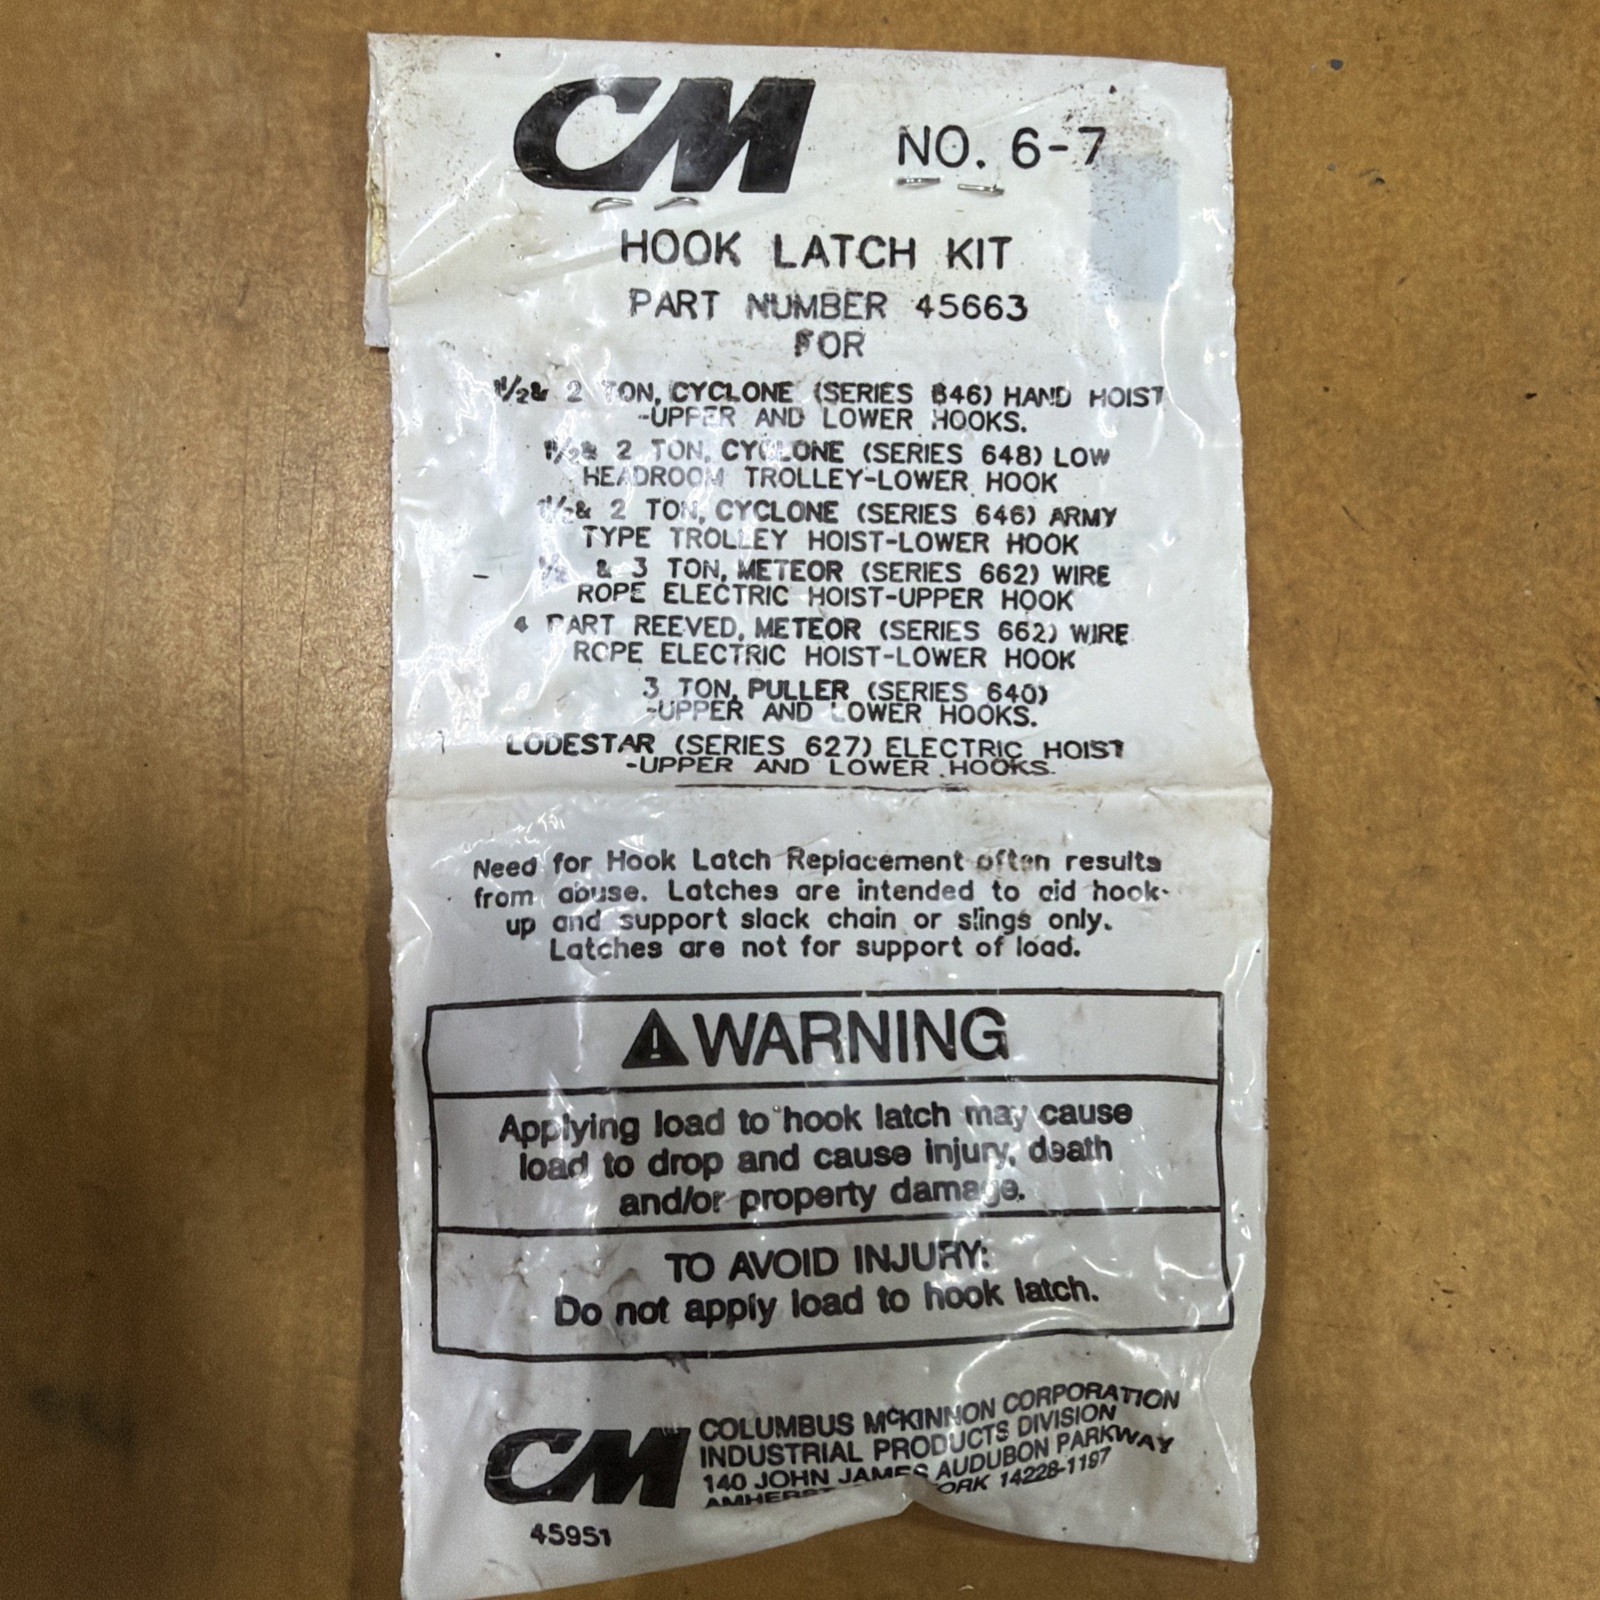 CM NO. 6-7
HOOK LATCH KIT
PART NUMBER 45663
FOR
1 1/2 & 2 TON, CYCLONE (SERIES 646) HAND HOIST
-UPPER AND LOWER HOOKS.
1 1/2 & 2 TON, CYCLONE (SERIES 648) LOW
HEADROOM TROLLEY-LOWER HOOK
1 1/2 & 2 TON, CYCLONE (SERIES 646) ARMY
TYPE TROLLEY HOIST-LOWER HOOK
& 3 TON, METEOR (SERIES 662) WIRE
ROPE ELECTRIC HOIST-UPPER HOOK
4 PART REEVED, METEOR (SERIES 662) WIRE
ROPE ELECTRIC HOIST-LOWER HOOK
3 TON, PULLER (SERIES 640)
-UPPER AND LOWER HOOKS.
LODESTAR (SERIES 627) ELECTRIC HOIST
-UPPER AND LOWER HOOKS.
Need for Hook Latch Replacement often results
from abuse. Latches are intended to aid hook-
up and support slack chain or slings only.
Latches are not for support of load.
WARNING
Applying load to hook latch may cause
load to drop and cause injury, death
and/or property damage.
TO AVOID INJURY:
Do not apply load to hook latch.
CM
COLUMBUS McKINNON CORPORATION
INDUSTRIAL PRODUCTS DIVISION
140 JOHN JAMES AUDUBON PARKWAY
14228-1197
45951